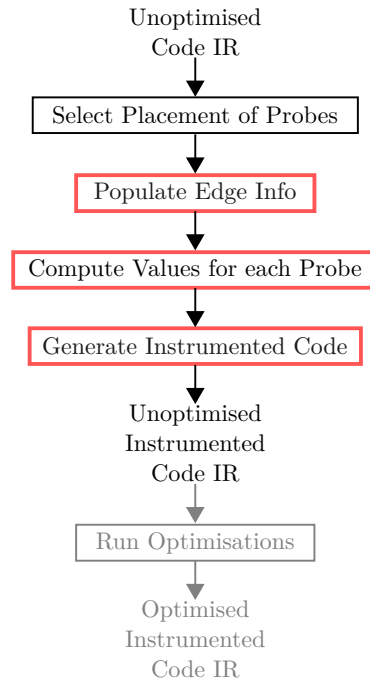 Unoptimised
Code IR
Select Placement of Probes
Populate Edge Info
Compute Values for each Probe
Generate Instrumented Code
Unoptimised
Instrumented
Code IR
Run Optimisations
Optimised
Instrumented
Code IR